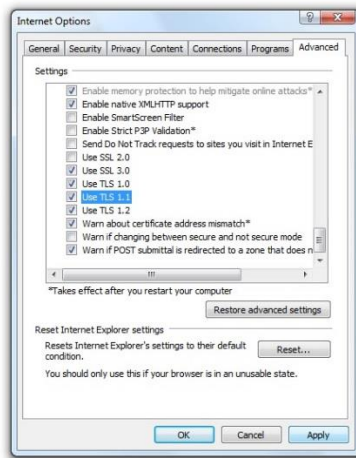 Internet Options
General Security Privacy Content Connections Programs Advanced
Settings
Enable memory protection to help mitigate online attacks*
Enable native XMLHTTP support
Enable SmartScreen Filter
Enable Strict P3P Validation*
Send Do Not Track requests to sites you visit in Internet E
Use SSL 2.0
Use SSL 3.0
Use TLS 1.0
Use TLS 1.1
Use TLS 1.2
Warn about certificate address mismatch*
Warn if changing between secure and not secure mode
Warn if POST submittal is redirected to a zone that does n
*Takes effect after you restart your computer
Restore advanced settings
Reset Internet Explorer settings
Resets Internet Explorer's settings to their default
condition.
Reset...
You should only use this if your browser is in an unusable state.
OK Cancel Apply